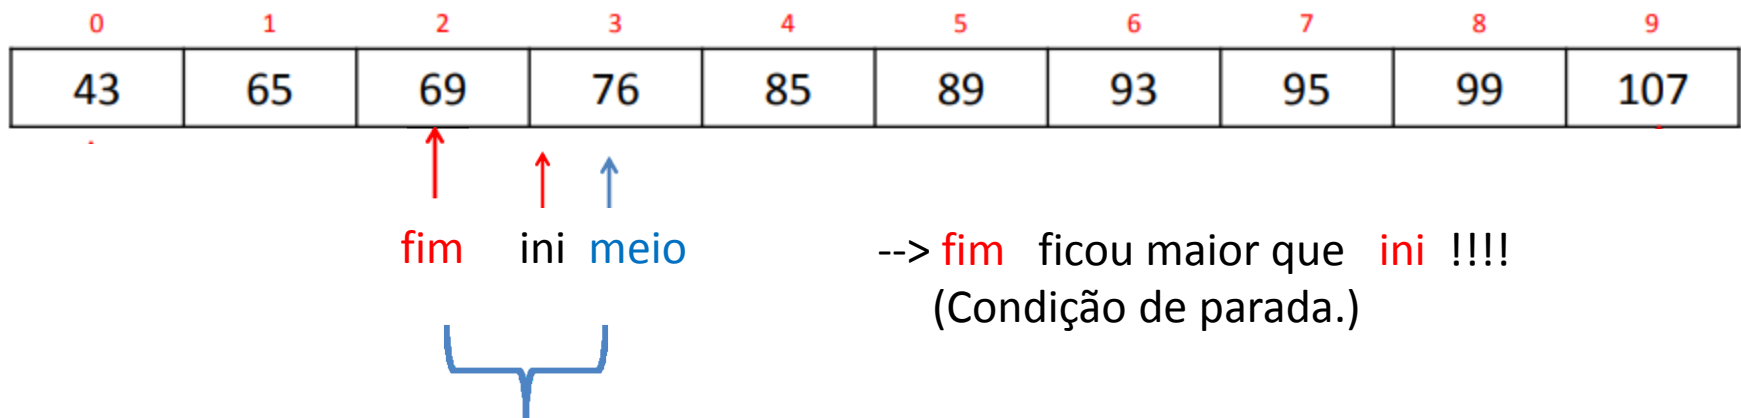 0 1 2 3 4 5 6 7 8 9
43 65 69 76 85 89 93 95 99 107
fim ini meio --> fim ficou maior que ini !!!!
(Condição de parada.)